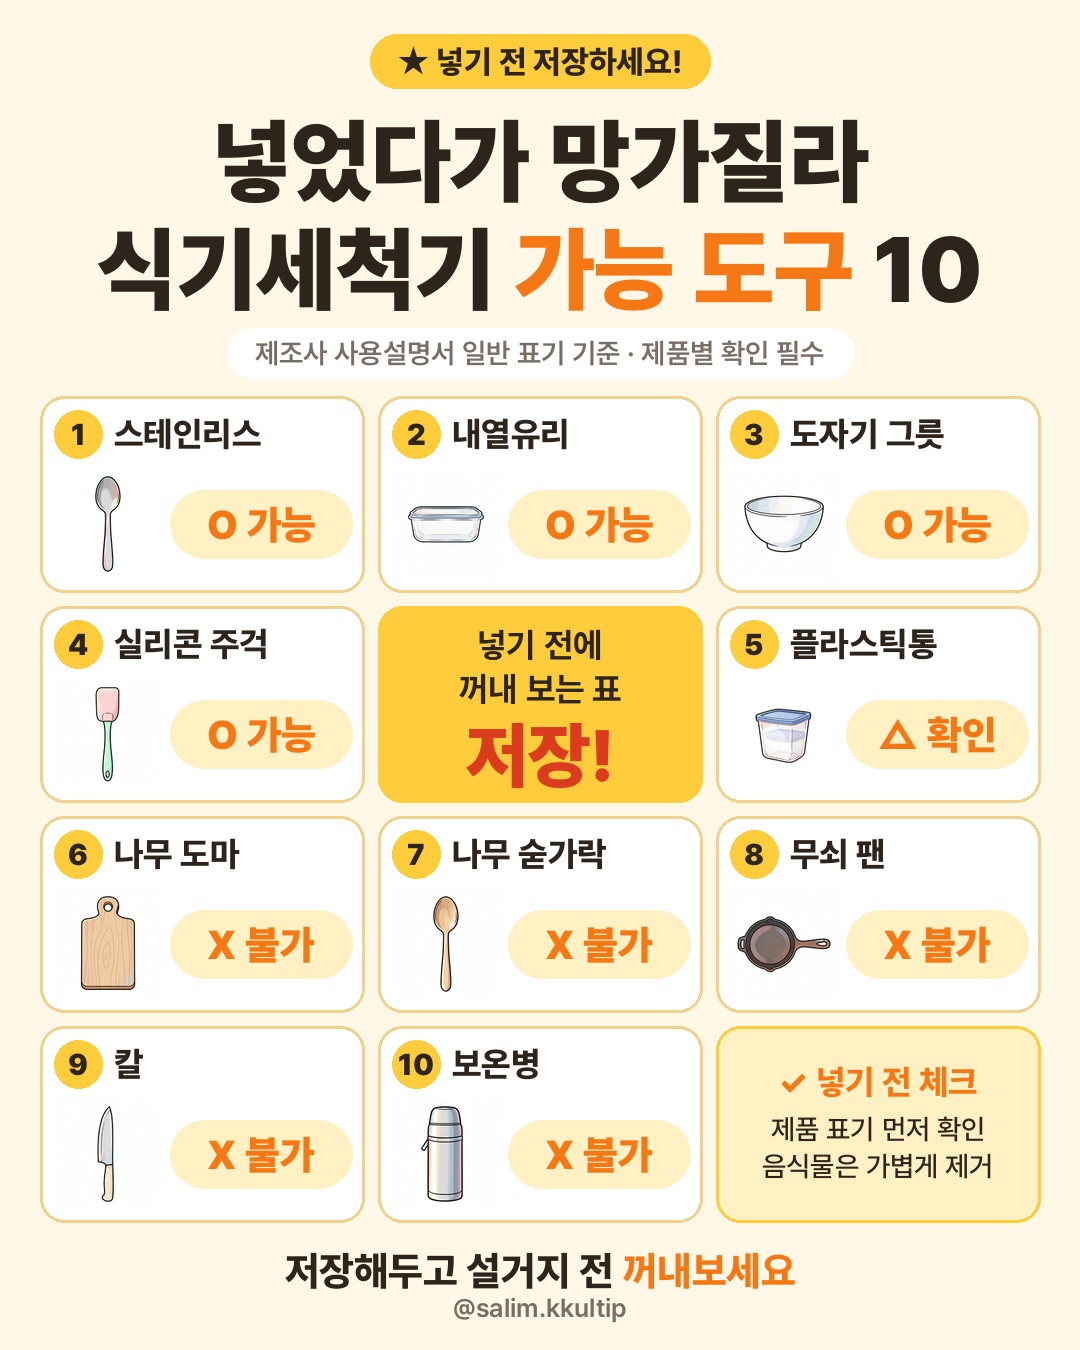 ★ 넣기 전 저장하세요!
넣었다가 망가질라
식기세척기 가능 도구 10
제조사 사용설명서 일반 표기 기준 · 제품별 확인 필수
1 스테인리스
O 가능
2 내열유리
O 가능
3 도자기 그릇
O 가능
4 실리콘 주걱
O 가능
넣기 전에
꺼내 보는 표
저장!
5 플라스틱통
△ 확인
6 나무 도마
X 불가
7 나무 숟가락
X 불가
8 무쇠 팬
X 불가
9 칼
X 불가
10 보온병
X 불가
✓ 넣기 전 체크
제품 표기 먼저 확인
음식물은 가볍게 제거
저장해두고 설거지 전 꺼내보세요
@salim.kkultip